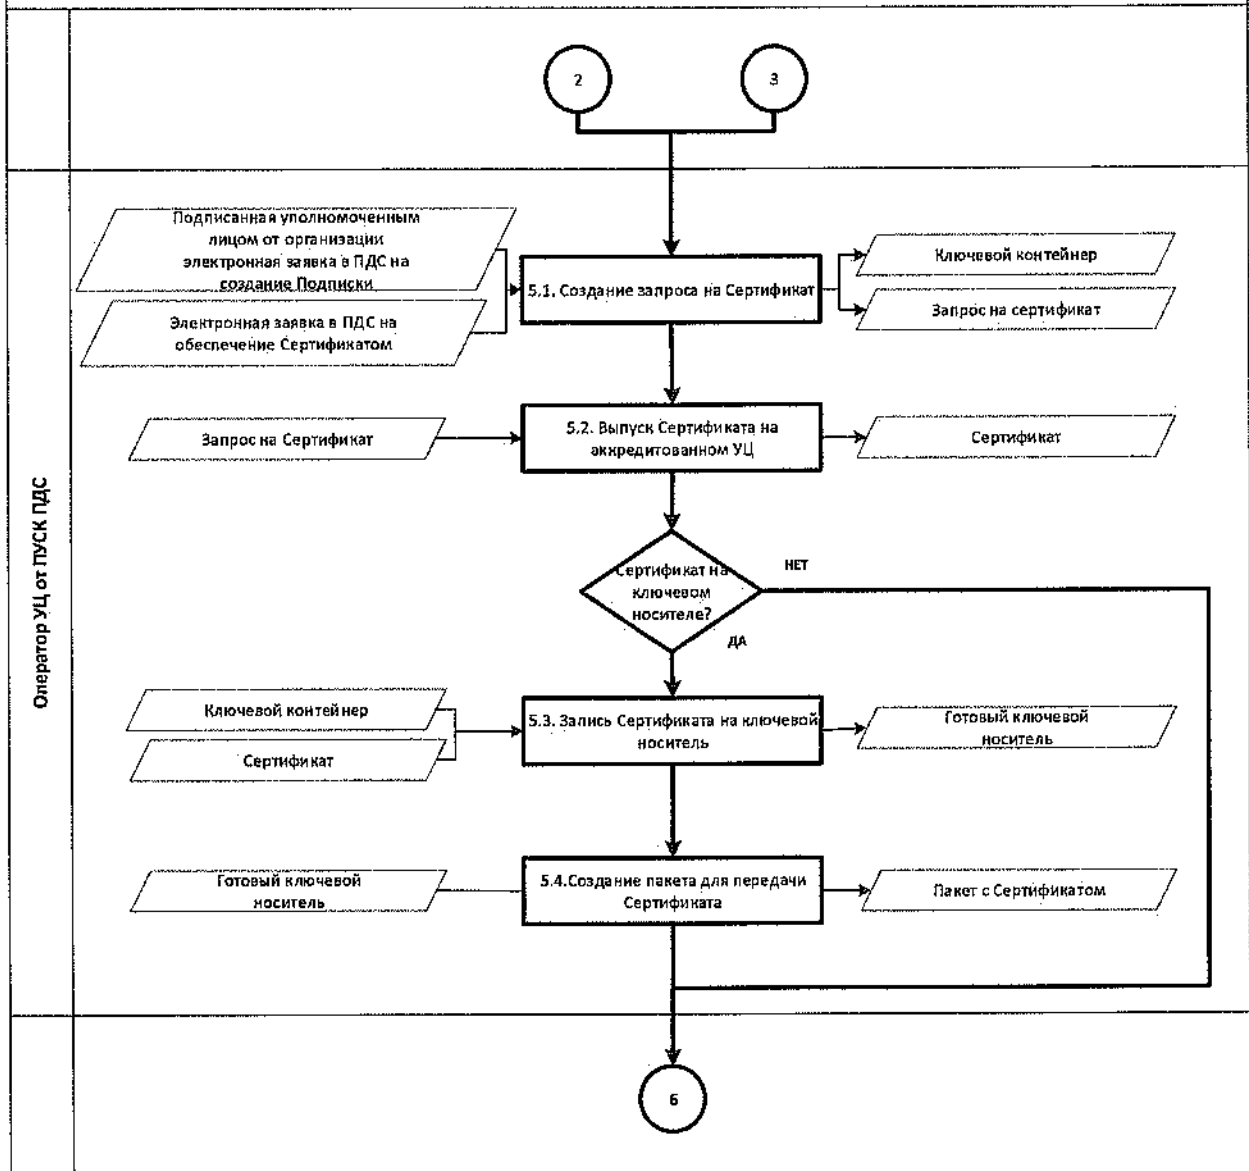 2
3
Подписанная уполномоченным
лицом от организации
электронная заявка в ПДС на
создание Подписки
Электронная заявка в ПДС на
обеспечение Сертификатом
5.1. Создание запроса на Сертификат
Ключевой контейнер
Запрос на сертификат
Запрос на Сертификат
5.2. Выпуск Сертификата на
аккредитованном УЦ
Сертификат
Сертификат на
ключевом
носителе?
НЕТ
ДА
Оператор УЦ от ПУСК ПДС
Ключевой контейнер
Сертификат
5.3. Запись Сертификата на ключевой
носитель
Готовый ключевой
носитель
Готовый ключевой
носитель
5.4.Создание пакета для передачи
Сертификата
Пакет с Сертификатом
6